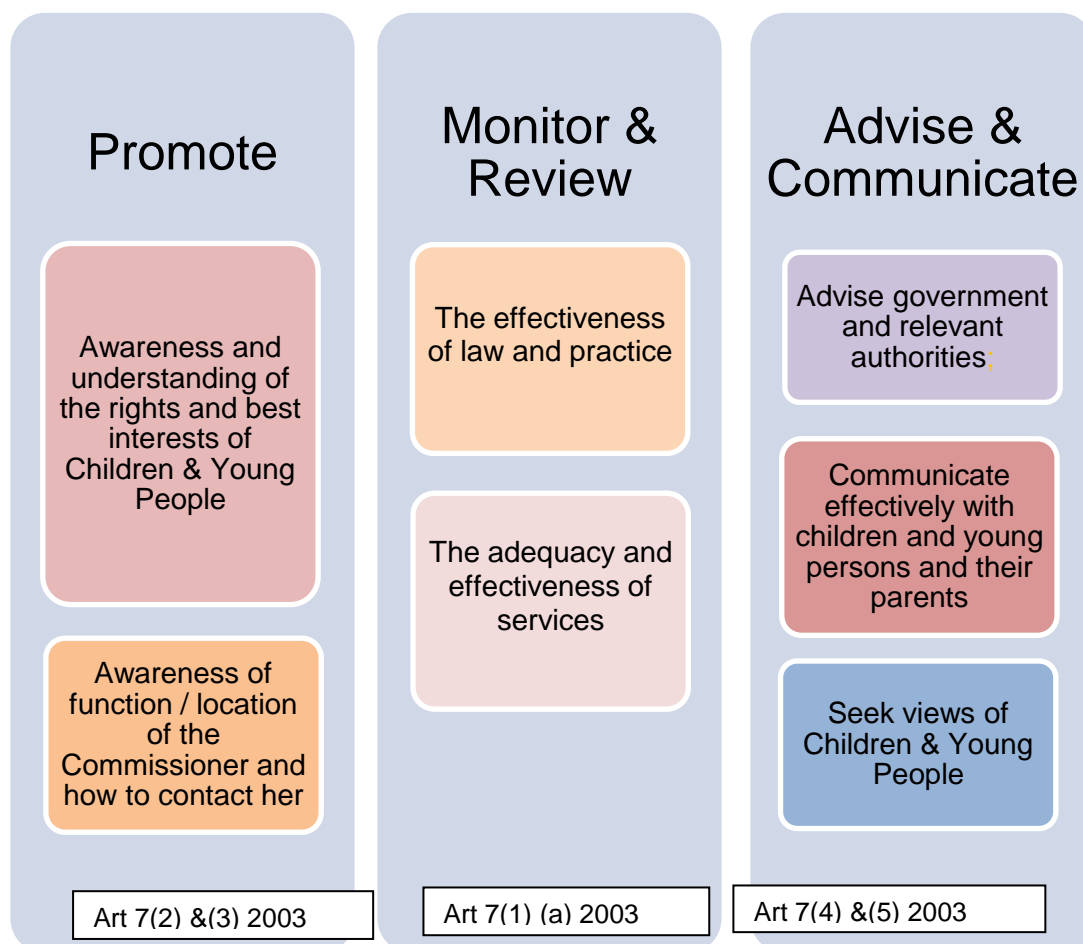 Promote
Awareness and
understanding of
the rights and best
interests of
Children & Young
People
Awareness of
function / location
of the
Commissioner and
how to contact her
Art 7(2) &(3) 2003
Monitor &
Review
The effectiveness
of law and practice
The adequacy and
effectiveness of
services
Art 7(1) (a) 2003
Advise &
Communicate
Advise government
and relevant
authorities;
Communicate
effectively with
children and young
persons and their
parents
Seek views of
Children & Young
People
Art 7(4) &(5) 2003